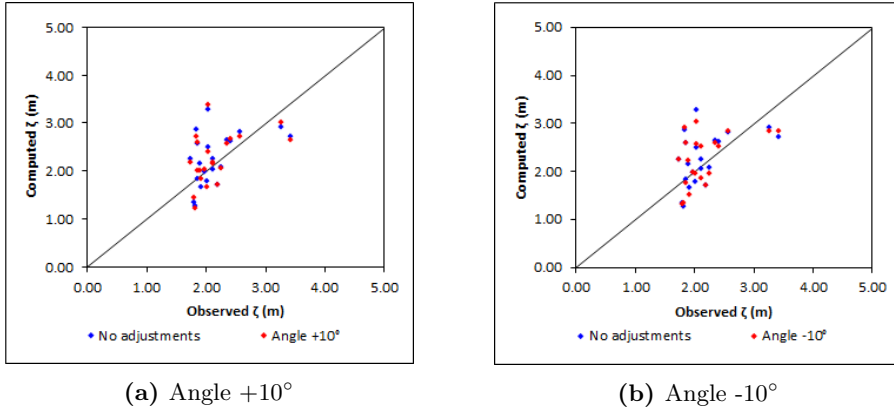 5.00
4.00
3.00
2.00
1.00
0.00
Computed ζ (m)
0.00 1.00 2.00 3.00 4.00 5.00
Observed ζ (m)
No adjustments Angle +10°
(a) Angle +10°
5.00
4.00
3.00
2.00
1.00
0.00
Computed ζ (m)
0.00 1.00 2.00 3.00 4.00 5.00
Observed ζ (m)
No adjustments Angle -10°
(b) Angle -10°